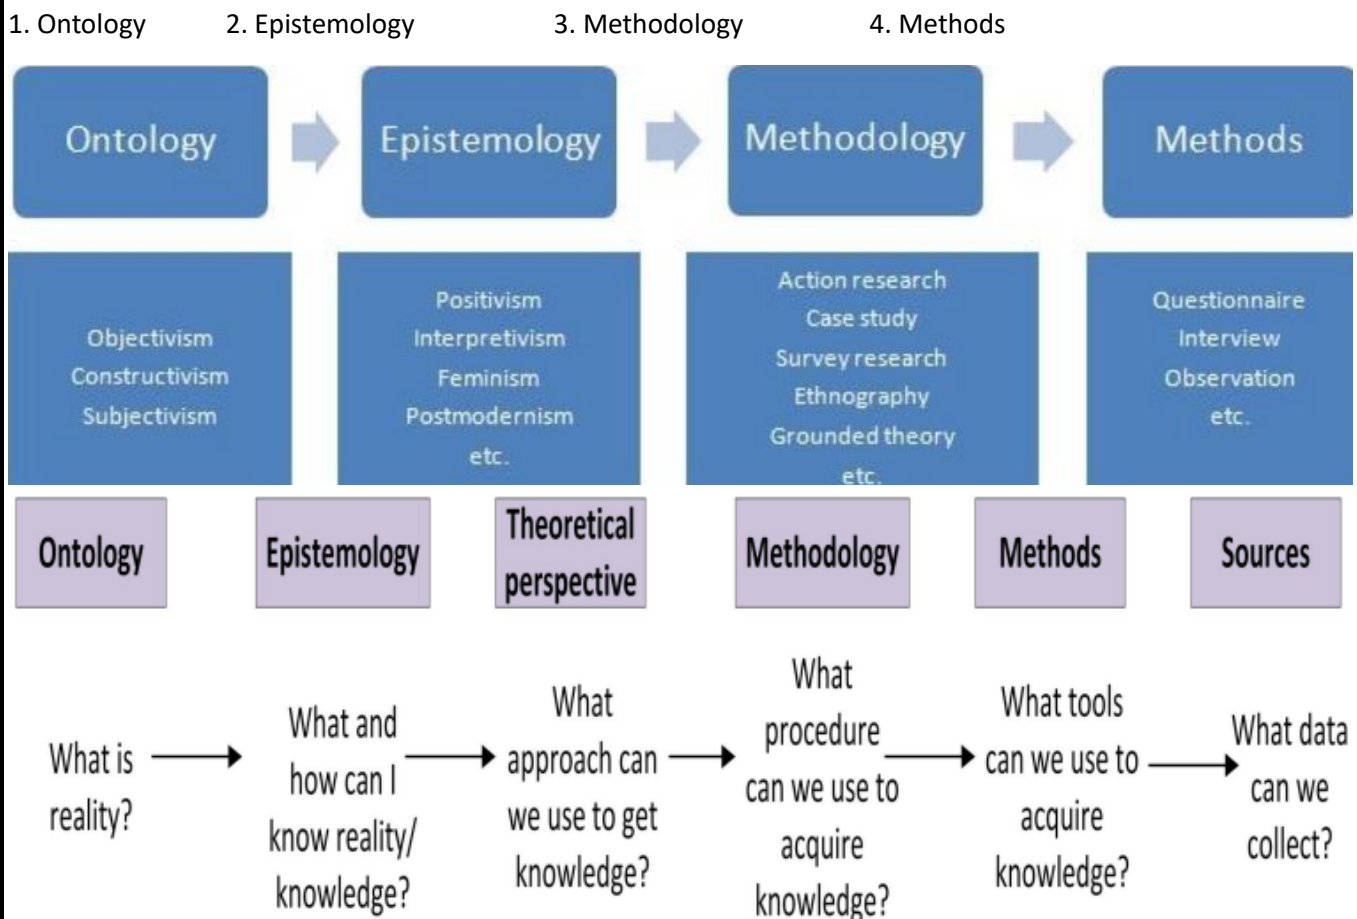 1. Ontology 2. Epistemology 3. Methodology 4. Methods
Ontology
Epistemology
Methodology
Methods
Objectivism
Constructivism
Subjectivism
Positivism
Interpretivism
Feminism
Postmodernism
etc.
Action research
Case study
Survey research
Ethnography
Grounded theory
etc.
Questionnaire
Interview
Observation
etc.
Ontology
Epistemology
Theoretical
perspective
Methodology
Methods
Sources
What is
reality?
What and
how can I
know reality/
knowledge?
What
approach can
we use to get
knowledge?
What
procedure
can we use to
acquire
knowledge?
What tools
can we use to
acquire
knowledge?
What data
can we
collect?